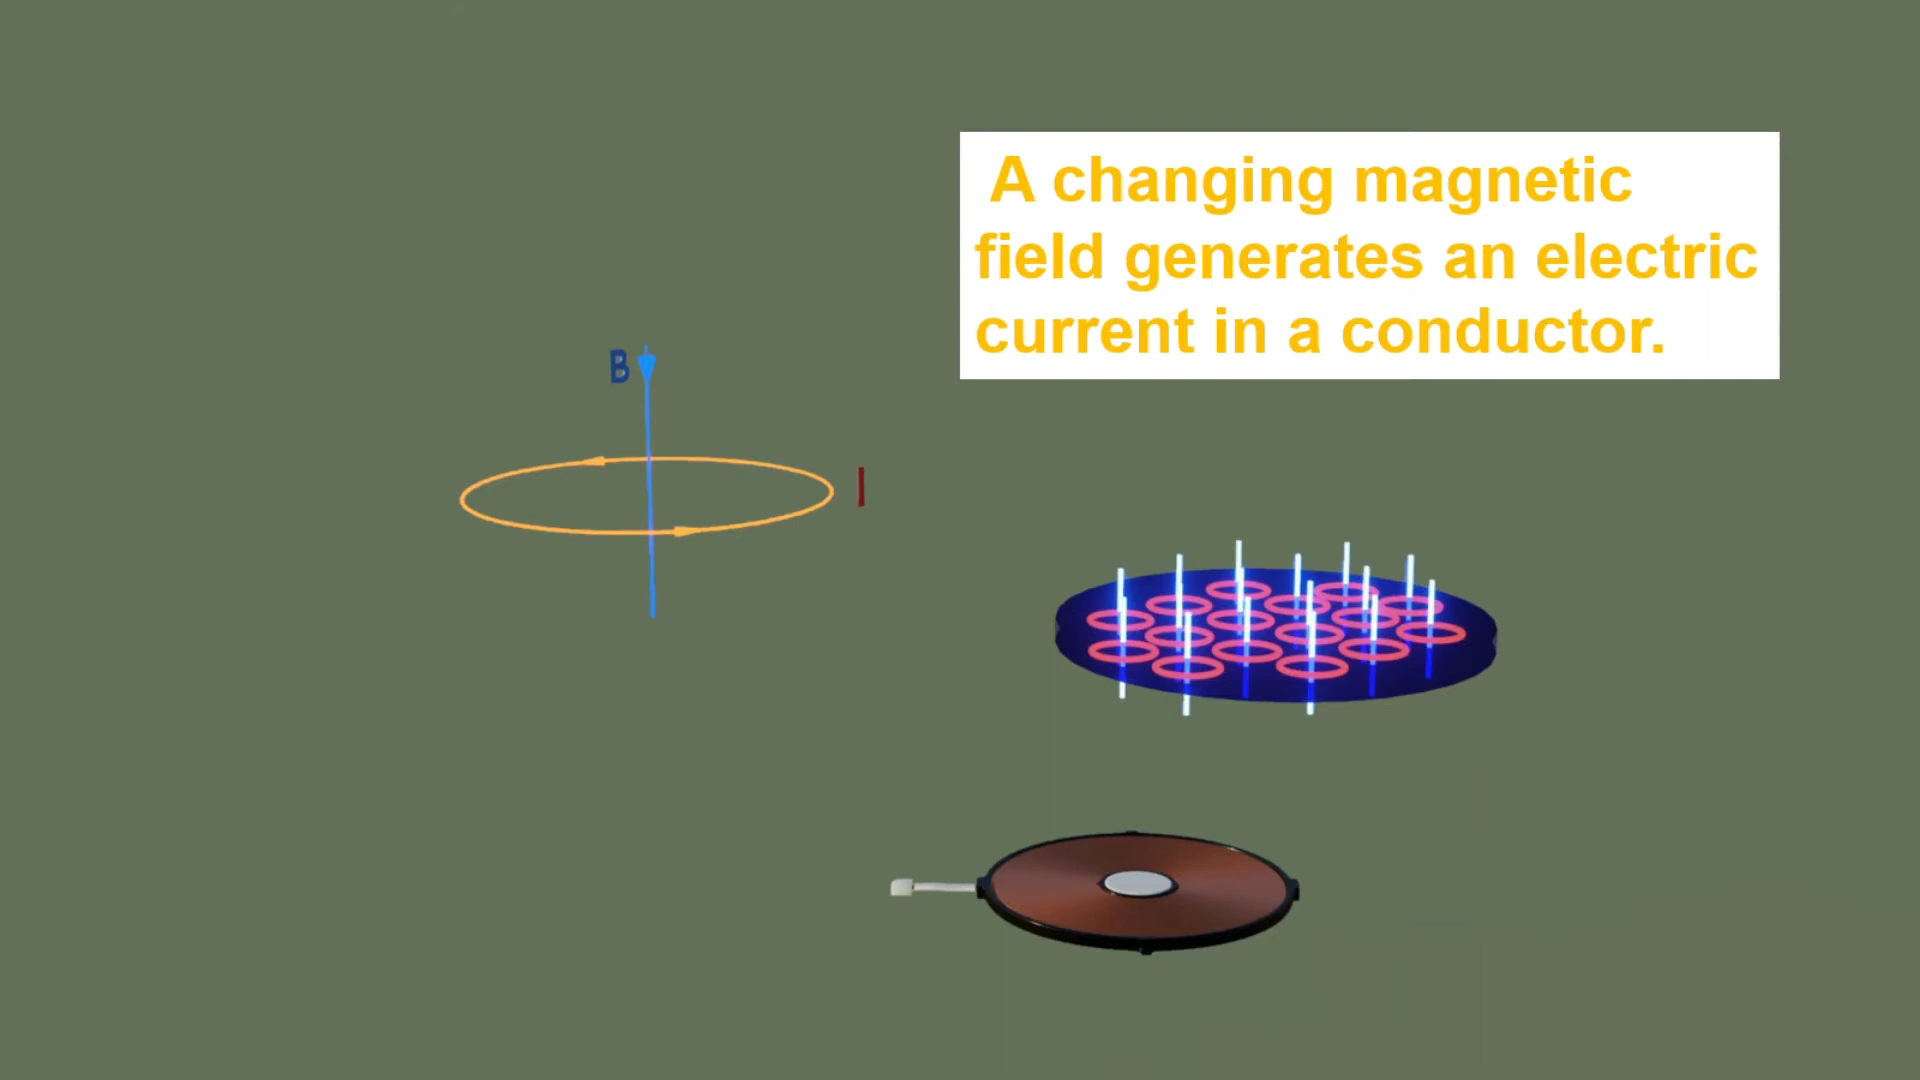 A changing magnetic
field generates an electric
current in a conductor.
B
I